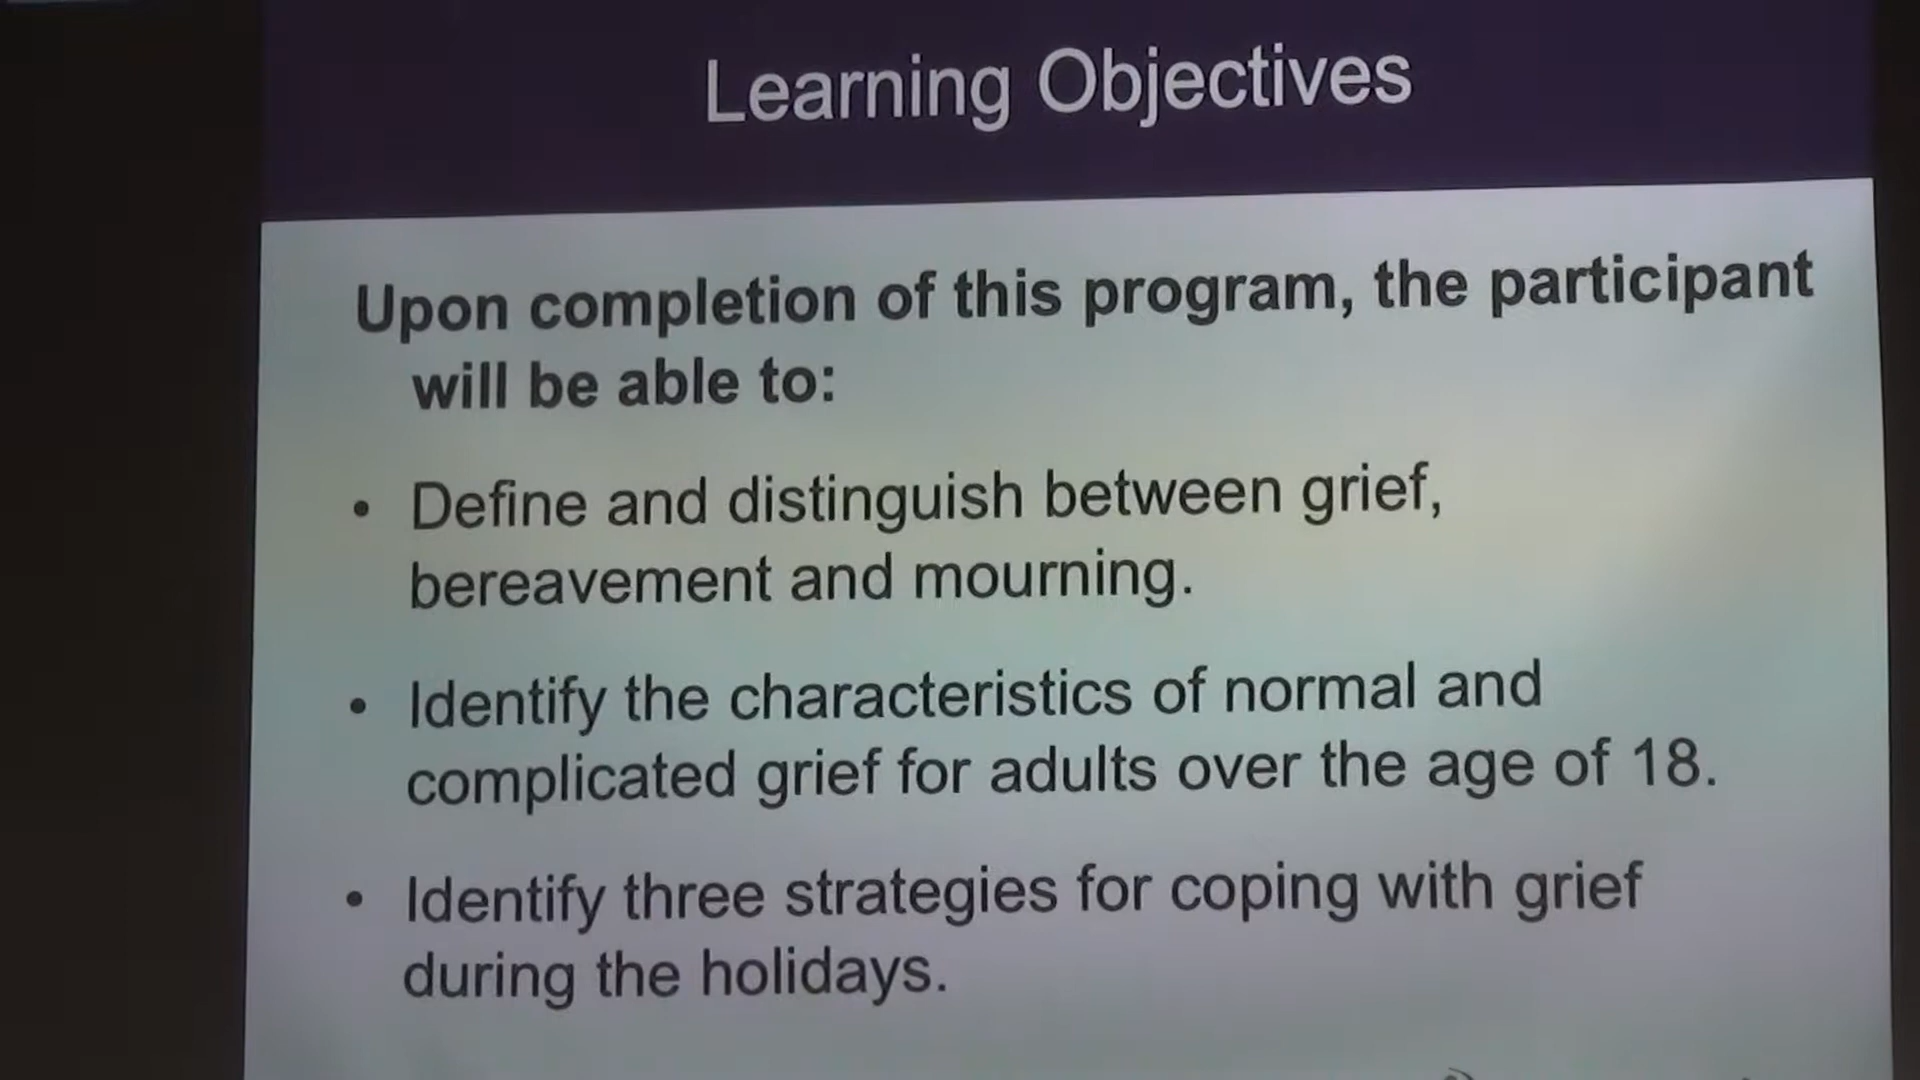 Learning Objectives
Upon completion of this program, the participant
will be able to:
• Define and distinguish between grief,
bereavement and mourning.
• Identify the characteristics of normal and
complicated grief for adults over the age of 18.
• Identify three strategies for coping with grief
during the holidays.